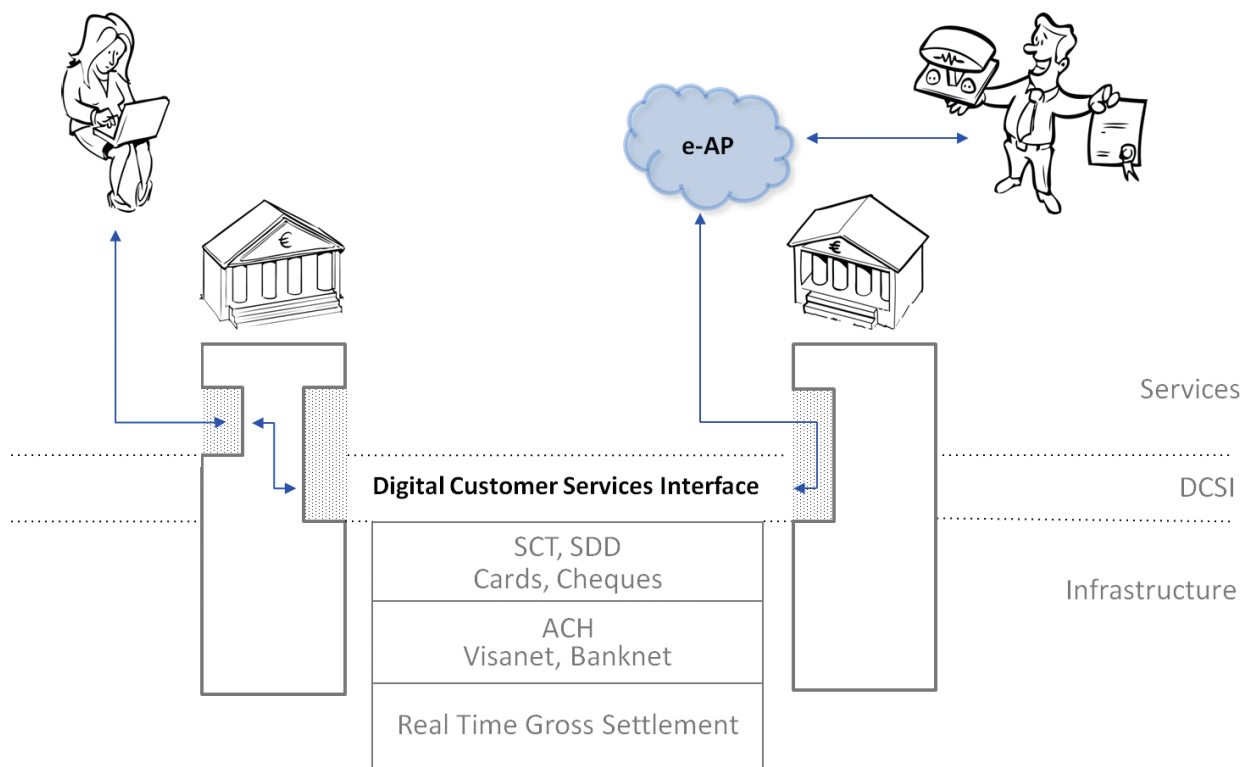 e-AP
€
€
Services
Digital Customer Services Interface
DCSI
SCT, SDD
Cards, Cheques
Infrastructure
ACH
Visanet, Banknet
Real Time Gross Settlement